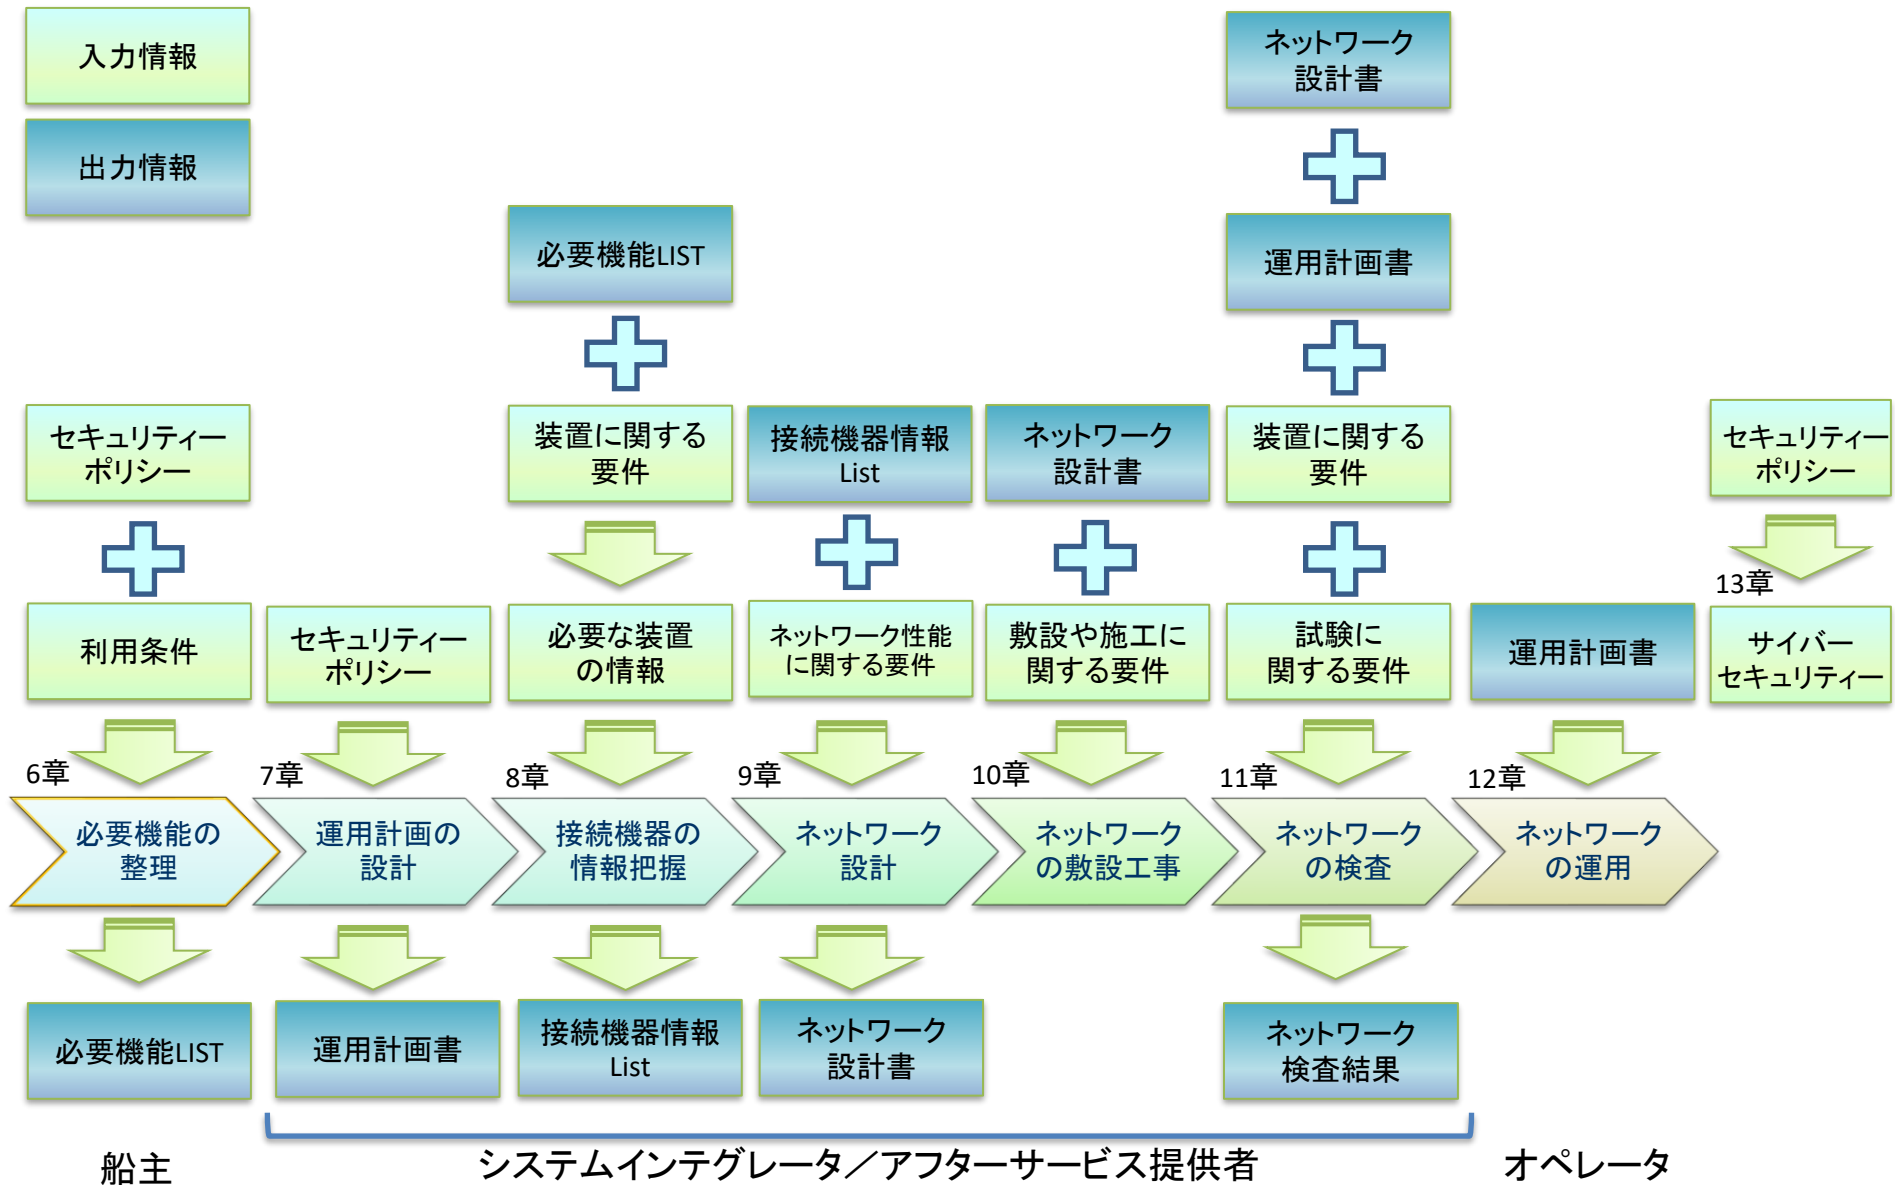 入力情報
出力情報
ネットワーク
設計書
必要機能LIST
運用計画書
セキュリティー
ポリシー
装置に関する
要件
接続機器情報
List
ネットワーク
設計書
装置に関する
要件
セキュリティー
ポリシー
利用条件
セキュリティー
ポリシー
必要な装置
の情報
ネットワーク性能
に関する要件
敷設や施工に
関する要件
試験に
関する要件
運用計画書
13章
サイバー
セキュリティー
6章
必要機能の
整理
7章
運用計画の
設計
8章
接続機器の
情報把握
9章
ネットワーク
設計
10章
ネットワーク
の敷設工事
11章
ネットワーク
の検査
12章
ネットワーク
の運用
必要機能LIST
運用計画書
接続機器情報
List
ネットワーク
設計書
ネットワーク
検査結果
船主
システムインテグレータ／アフターサービス提供者
オペレータ